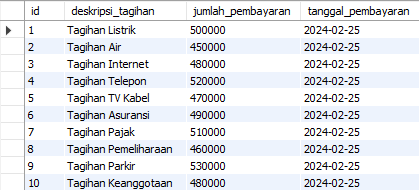 id deskripsi_tagihan jumlah_pembayaran tanggal_pembayaran
1 Tagihan Listrik 500000 2024-02-25
2 Tagihan Air 450000 2024-02-25
3 Tagihan Internet 480000 2024-02-25
4 Tagihan Telepon 520000 2024-02-25
5 Tagihan TV Kabel 470000 2024-02-25
6 Tagihan Asuransi 490000 2024-02-25
7 Tagihan Pajak 510000 2024-02-25
8 Tagihan Pemeliharaan 460000 2024-02-25
9 Tagihan Parkir 530000 2024-02-25
10 Tagihan Keanggotaan 480000 2024-02-25